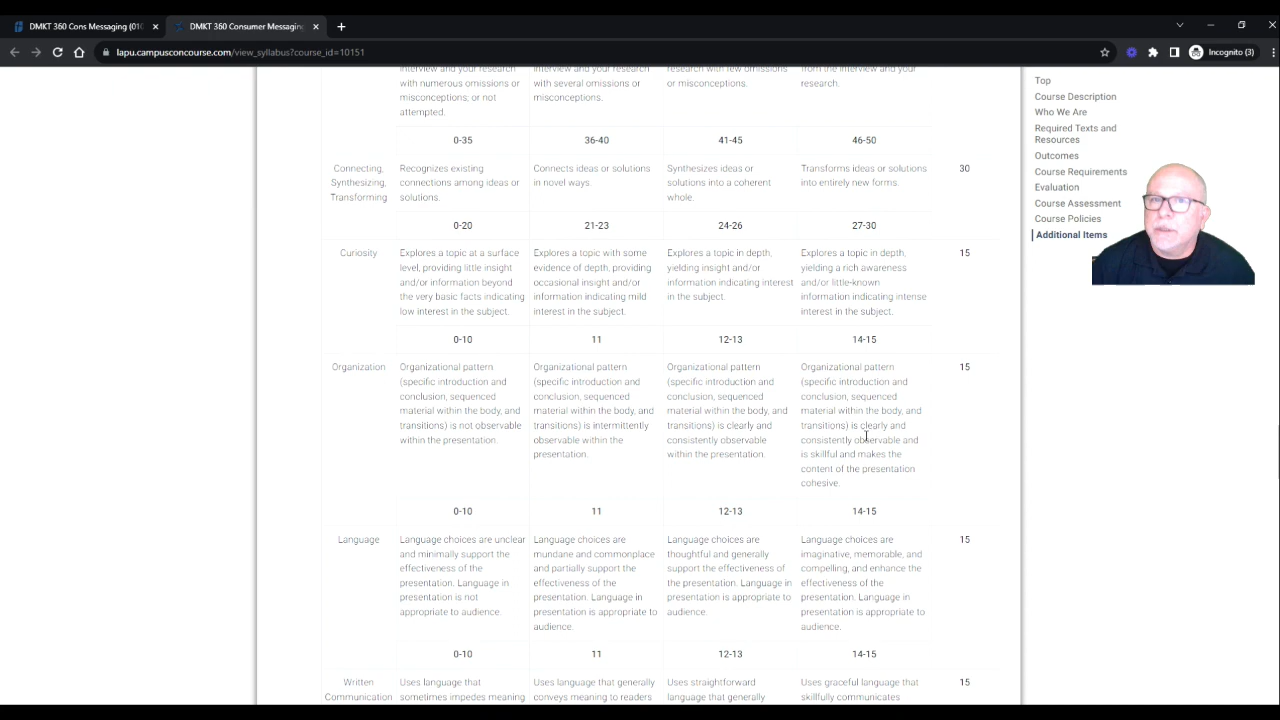 DMKT 360 Cons Messaging (010
DMKT 360 Consumer Messaging
lapu.campusconcourse.com/view_syllabus?course_id=10151
Incognito (3)
interview and your research
with numerous omissions or
misconceptions; or not
attempted.
interview and your research
with several omissions or
misconceptions.
research with few omissions
or misconceptions.
from the interview and your
research.
0-35
36-40
41-45
46-50
Connecting,
Synthesizing,
Transforming
Recognizes existing
connections among ideas or
solutions.
Connects ideas or solutions
in novel ways.
Synthesizes ideas or
solutions into a coherent
whole.
Transforms ideas or solutions
into entirely new forms.
30
0-20
21-23
24-26
27-30
Curiosity
Explores a topic at a surface
level, providing little insight
and/or information beyond
the very basic facts indicating
low interest in the subject.
Explores a topic with some
evidence of depth, providing
occasional insight and/or
information indicating mild
interest in the subject.
Explores a topic in depth,
yielding insight and/or
information indicating interest
in the subject.
Explores a topic in depth,
yielding a rich awareness
and/or little-known
information indicating intense
interest in the subject.
15
0-10
11
12-13
14-15
Organization
Organizational pattern
(specific introduction and
conclusion, sequenced
material within the body, and
transitions) is not observable
within the presentation.
Organizational pattern
(specific introduction and
conclusion, sequenced
material within the body, and
transitions) is intermittently
observable within the
presentation.
Organizational pattern
(specific introduction and
conclusion, sequenced
material within the body, and
transitions) is clearly and
consistently observable
within the presentation.
Organizational pattern
(specific introduction and
conclusion, sequenced
material within the body, and
transitions) is clearly and
consistently observable and
is skillful and makes the
content of the presentation
cohesive.
15
0-10
11
12-13
14-15
Language
Language choices are unclear
and minimally support the
effectiveness of the
presentation. Language in
presentation is not
appropriate to audience.
Language choices are
mundane and commonplace
and partially support the
effectiveness of the
presentation. Language in
presentation is appropriate to
audience.
Language choices are
thoughtful and generally
support the effectiveness of
the presentation. Language in
presentation is appropriate to
audience.
Language choices are
imaginative, memorable, and
compelling, and enhance the
effectiveness of the
presentation. Language in
presentation is appropriate to
audience.
15
0-10
11
12-13
14-15
Written
Communication
Uses language that
sometimes impedes meaning
Uses language that generally
conveys meaning to readers
Uses straightforward
language that generally
Uses graceful language that
skillfully communicates
15
Top
Course Description
Who We Are
Required Texts and
Resources
Outcomes
Course Requirements
Evaluation
Course Assessment
Course Policies
Additional Items